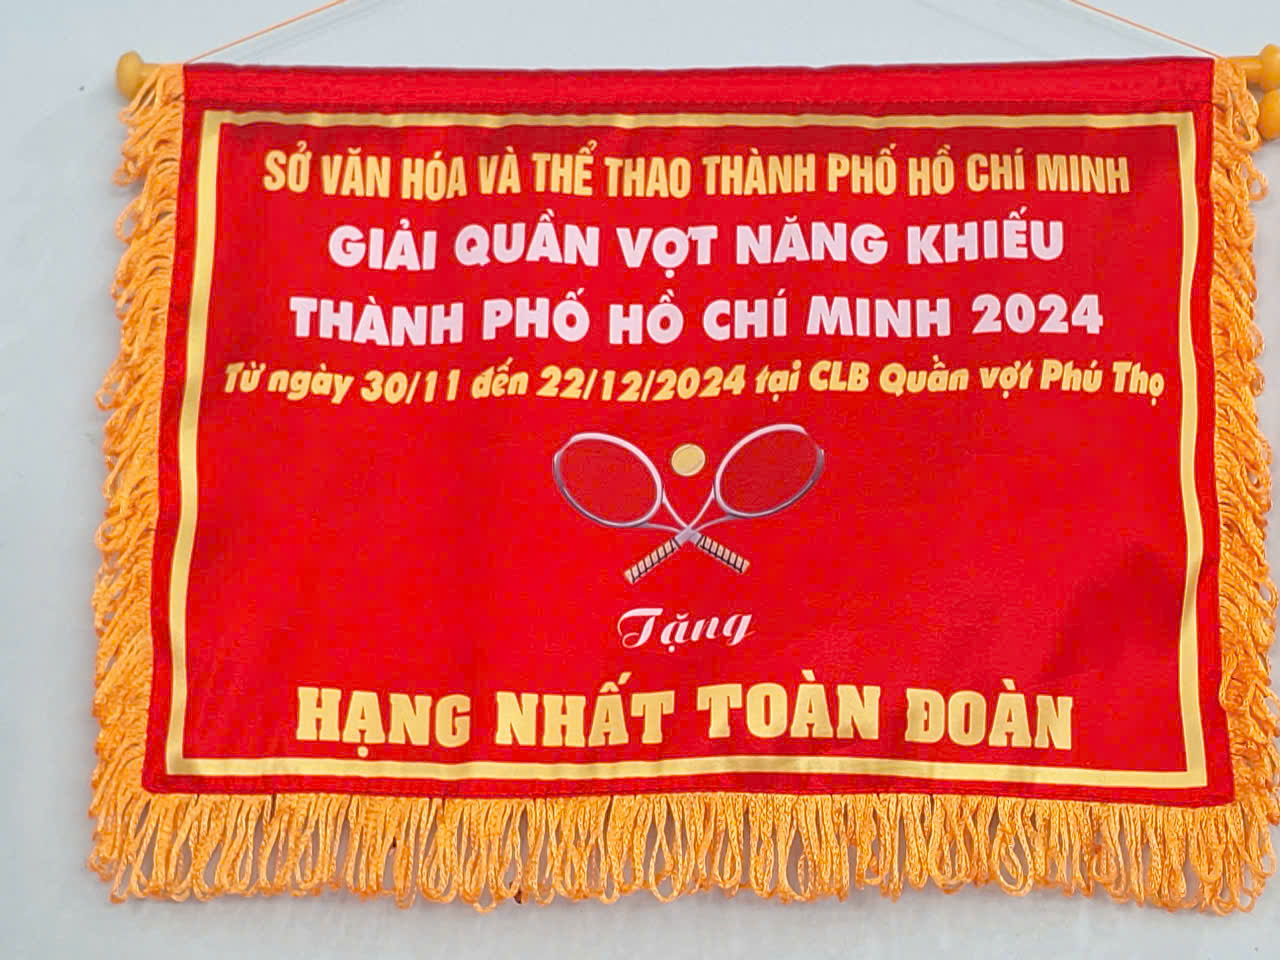 SỞ VĂN HÓA VÀ THỂ THAO THÀNH PHỐ HỒ CHÍ MINH
GIẢI QUẦN VỢT NĂNG KHIẾU
THÀNH PHỐ HỒ CHÍ MINH 2024
Từ ngày 30/11 đến 22/12/2024 tại CLB Quần vợt Phú Thọ
Tặng
HẠNG NHẤT TOÀN ĐOÀN